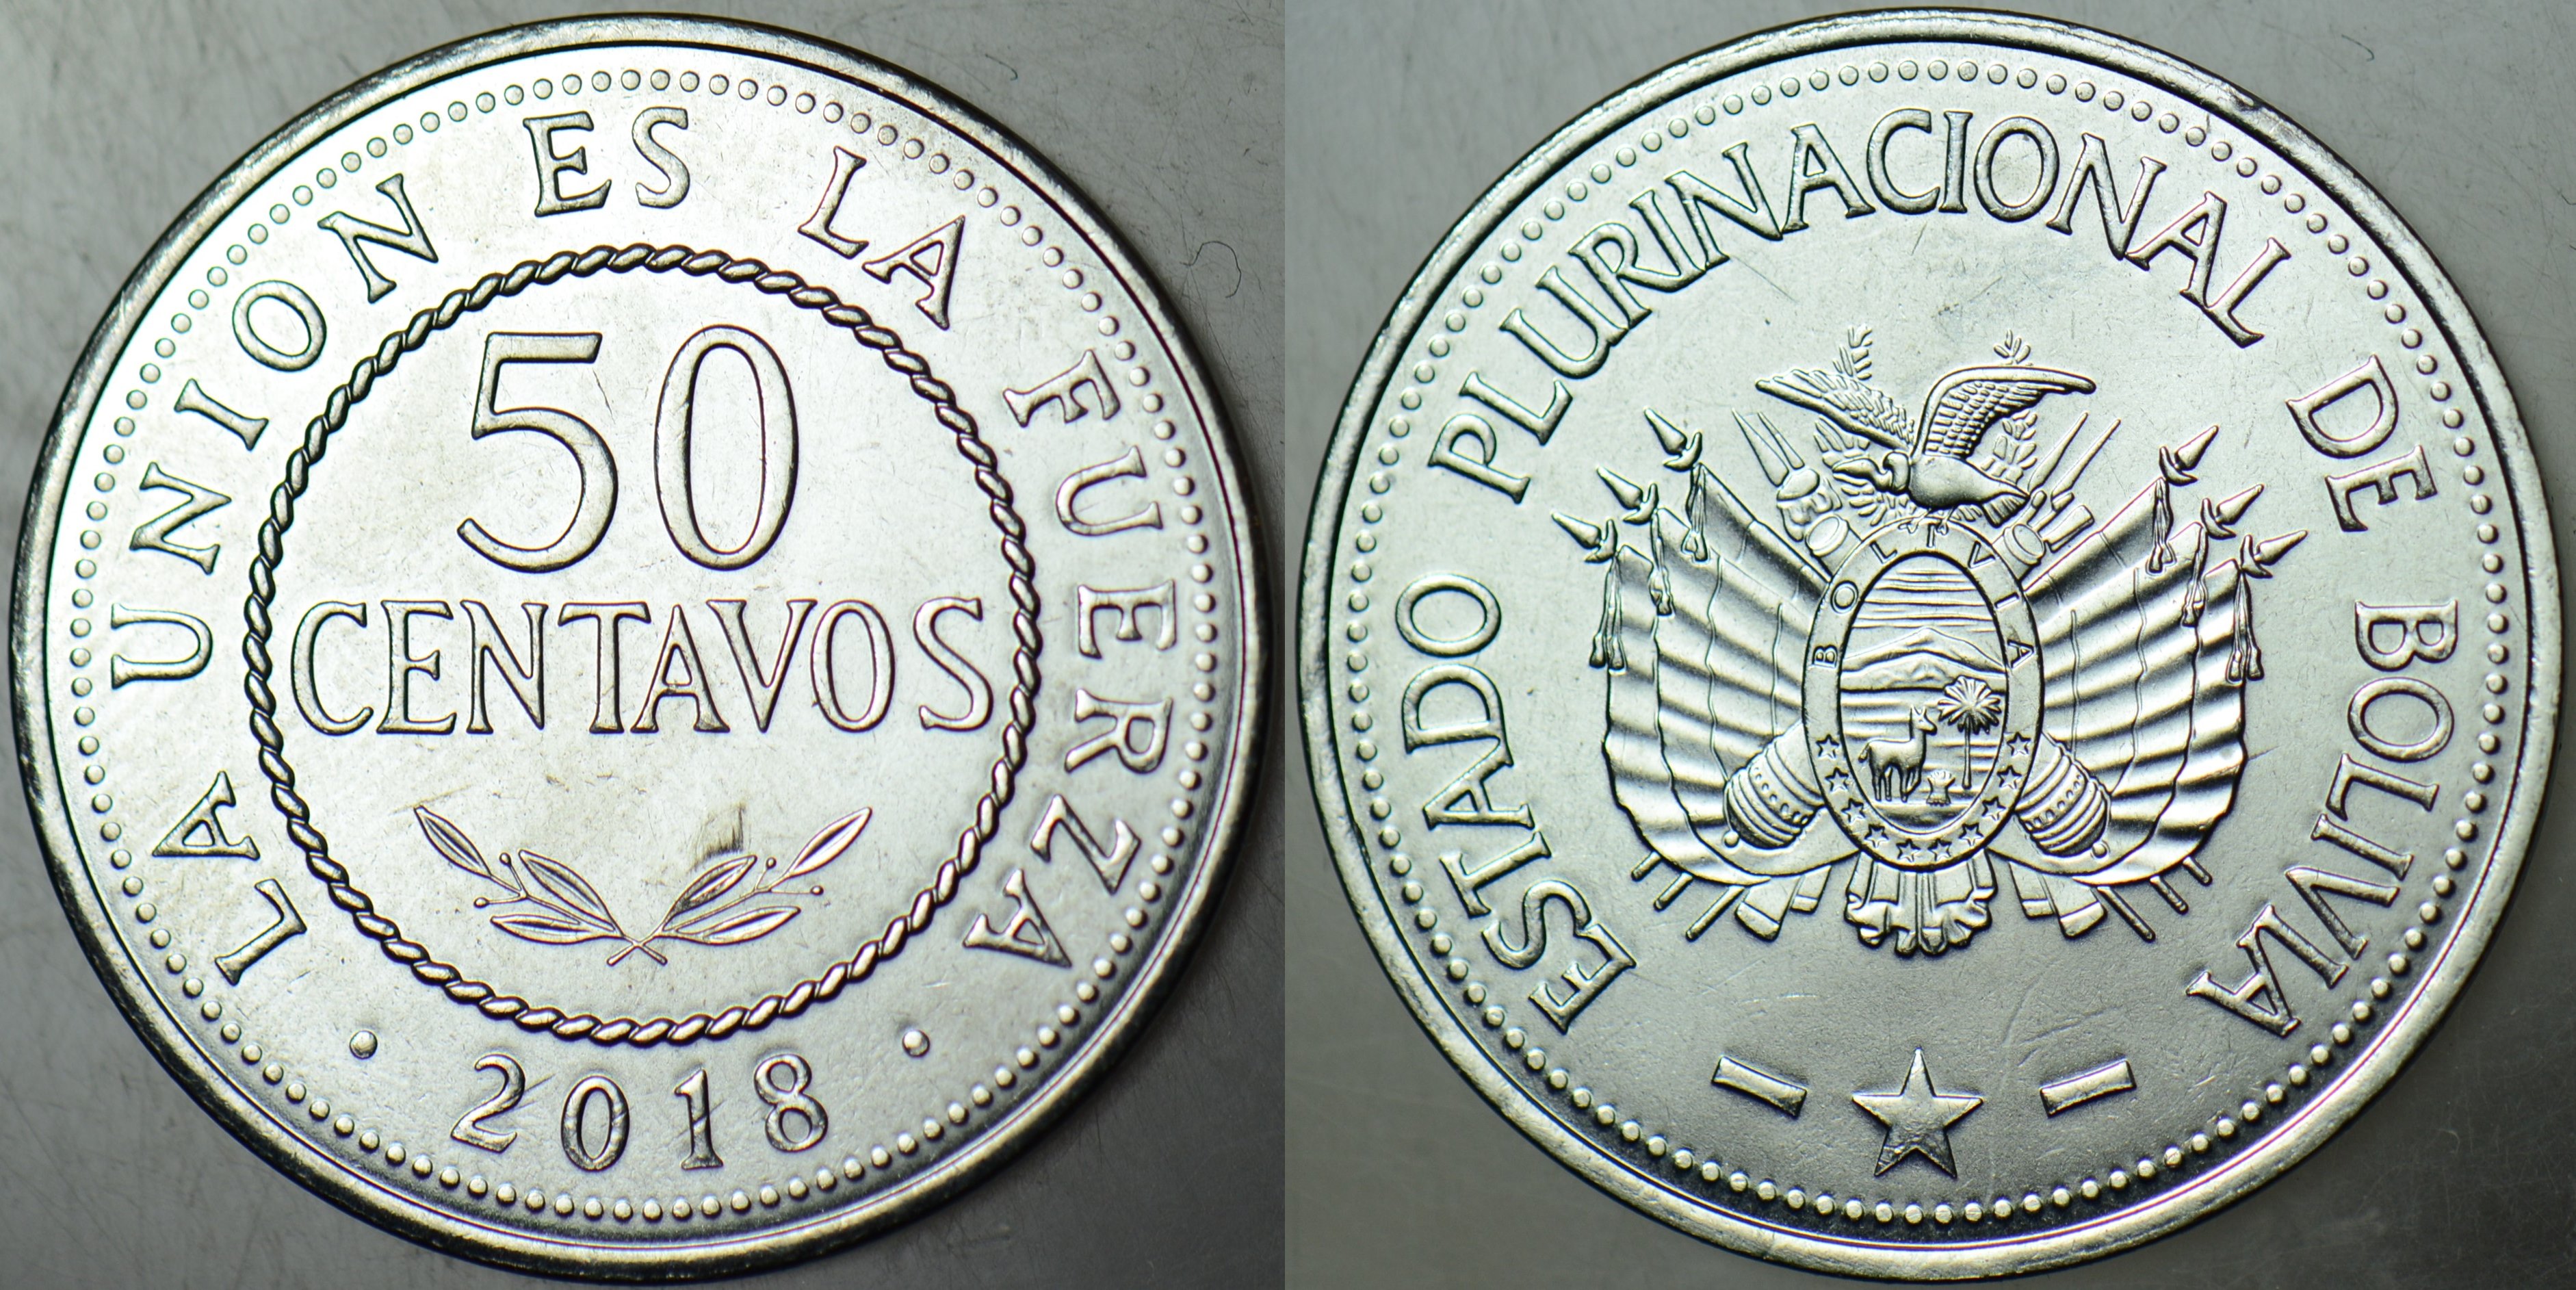 LA UNION ES LA FUERZA
50
CENTAVOS
· 2018 ·
ESTADO PLURINACIONAL DE BOLIVIA
BOLIVIA